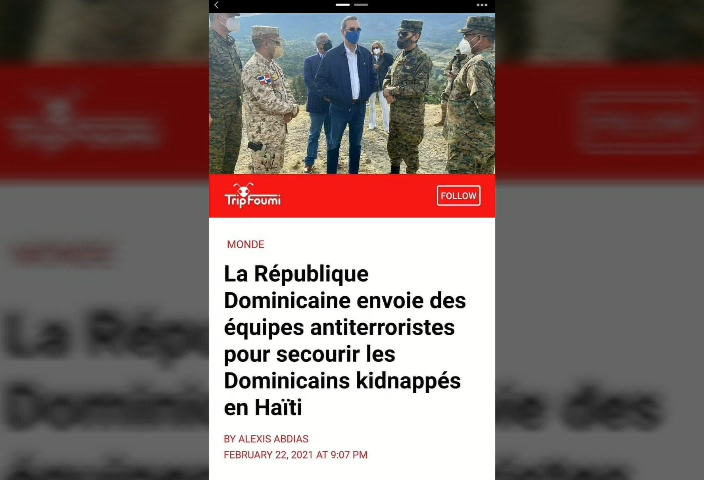 TripFoumi
FOLLOW
MONDE
La République
Dominicaine envoie des
équipes antiterroristes
pour secourir les
Dominicains kidnappés
en Haïti
BY ALEXIS ABDIAS
FEBRUARY 22, 2021 AT 9:07 PM